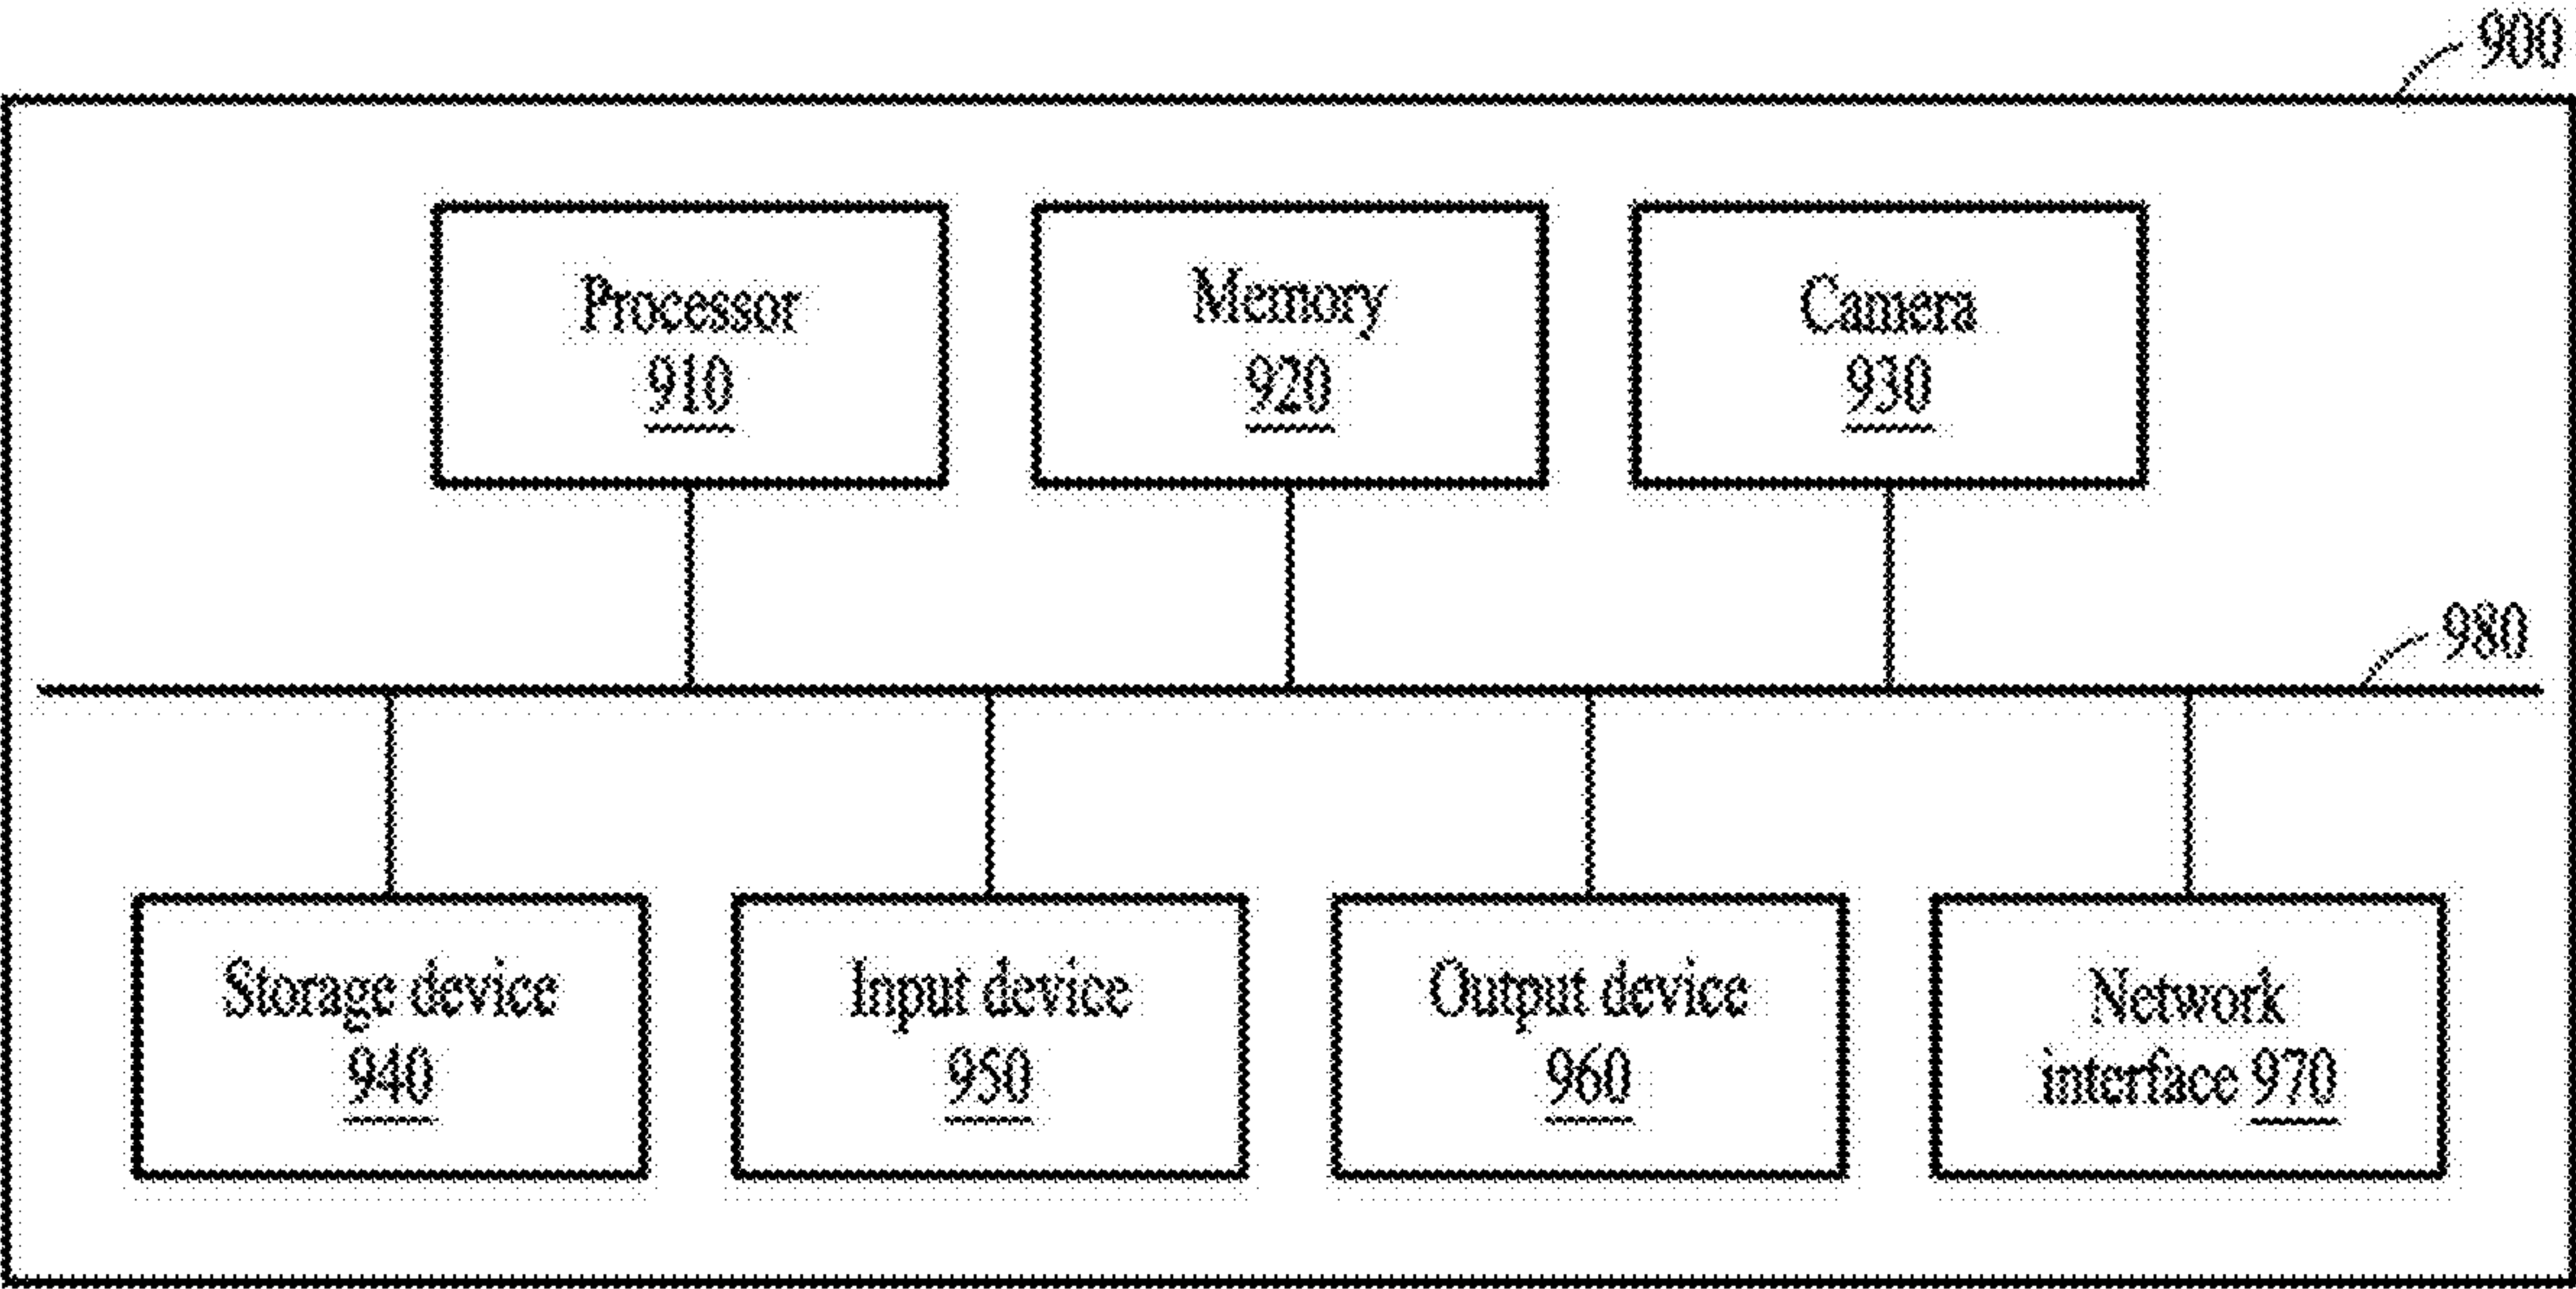 900
Processor
910
Memory
920
Camera
930
980
Storage device
940
Input device
950
Output device
960
Network
interface 970